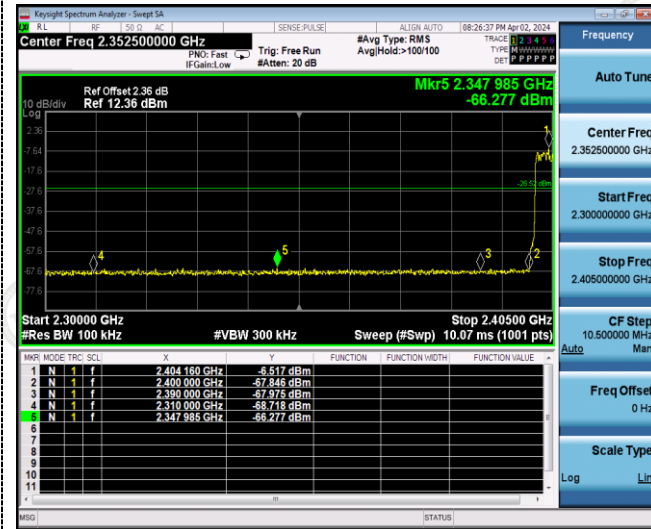 Keysight Spectrum Analyzer - Swept SA
RL RF 50 Ω AC SENSE:PULSE ALIGN AUTO 08:26:37 PM Apr 02, 2024
Center Freq 2.352500000 GHz
PNO: Fast
IFGain:Low
Trig: Free Run
#Atten: 20 dB
#Avg Type: RMS
Avg|Hold:>100/100
TRACE 1 2 3 4 5 6
TYPE M W W W W W
DET P P P P P P
Ref Offset 2.36 dB
10 dB/div Ref 12.36 dBm
Log
Mkr5 2.347 985 GHz
-66.277 dBm
2.36
-7.64
-17.6
-27.6
-37.6
-47.6
-57.6
-67.6
-77.6
-26.52 dBm
1
2
3
4
5
Start 2.30000 GHz Stop 2.40500 GHz
#Res BW 100 kHz #VBW 300 kHz Sweep (#Swp) 10.07 ms (1001 pts)
MKR MODE TRC SCL X Y FUNCTION FUNCTION WIDTH FUNCTION VALUE
1 N 1 f 2.404 160 GHz -6.517 dBm
2 N 1 f 2.400 000 GHz -67.846 dBm
3 N 1 f 2.390 000 GHz -67.975 dBm
4 N 1 f 2.310 000 GHz -68.718 dBm
5 N 1 f 2.347 985 GHz -66.277 dBm
6
7
8
9
10
11
MSG STATUS
Frequency
Auto Tune
Center Freq
2.352500000 GHz
Start Freq
2.300000000 GHz
Stop Freq
2.405000000 GHz
CF Step
10.500000 MHz
Auto Man
Freq Offset
0 Hz
Scale Type
Log Lin